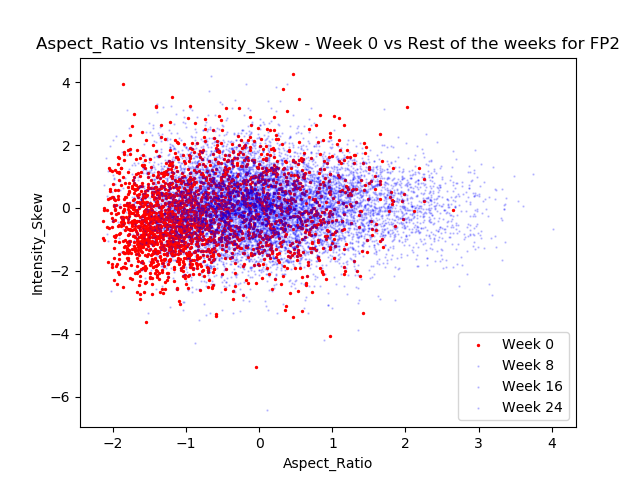 Aspect_Ratio vs Intensity_Skew - Week 0 vs Rest of the weeks for FP2
4
2
0
−2
−4
−6
Intensity_Skew
−2 −1 0 1 2 3 4
Aspect_Ratio
Week 0
Week 8
Week 16
Week 24